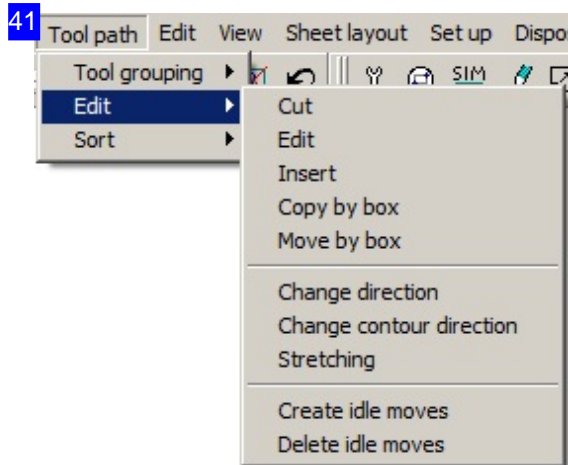 41
Tool path Edit View Sheet layout Set up Dispo
Tool grouping
SIM
Edit
Sort
Cut
Edit
Insert
Copy by box
Move by box
Change direction
Change contour direction
Stretching
Create idle moves
Delete idle moves